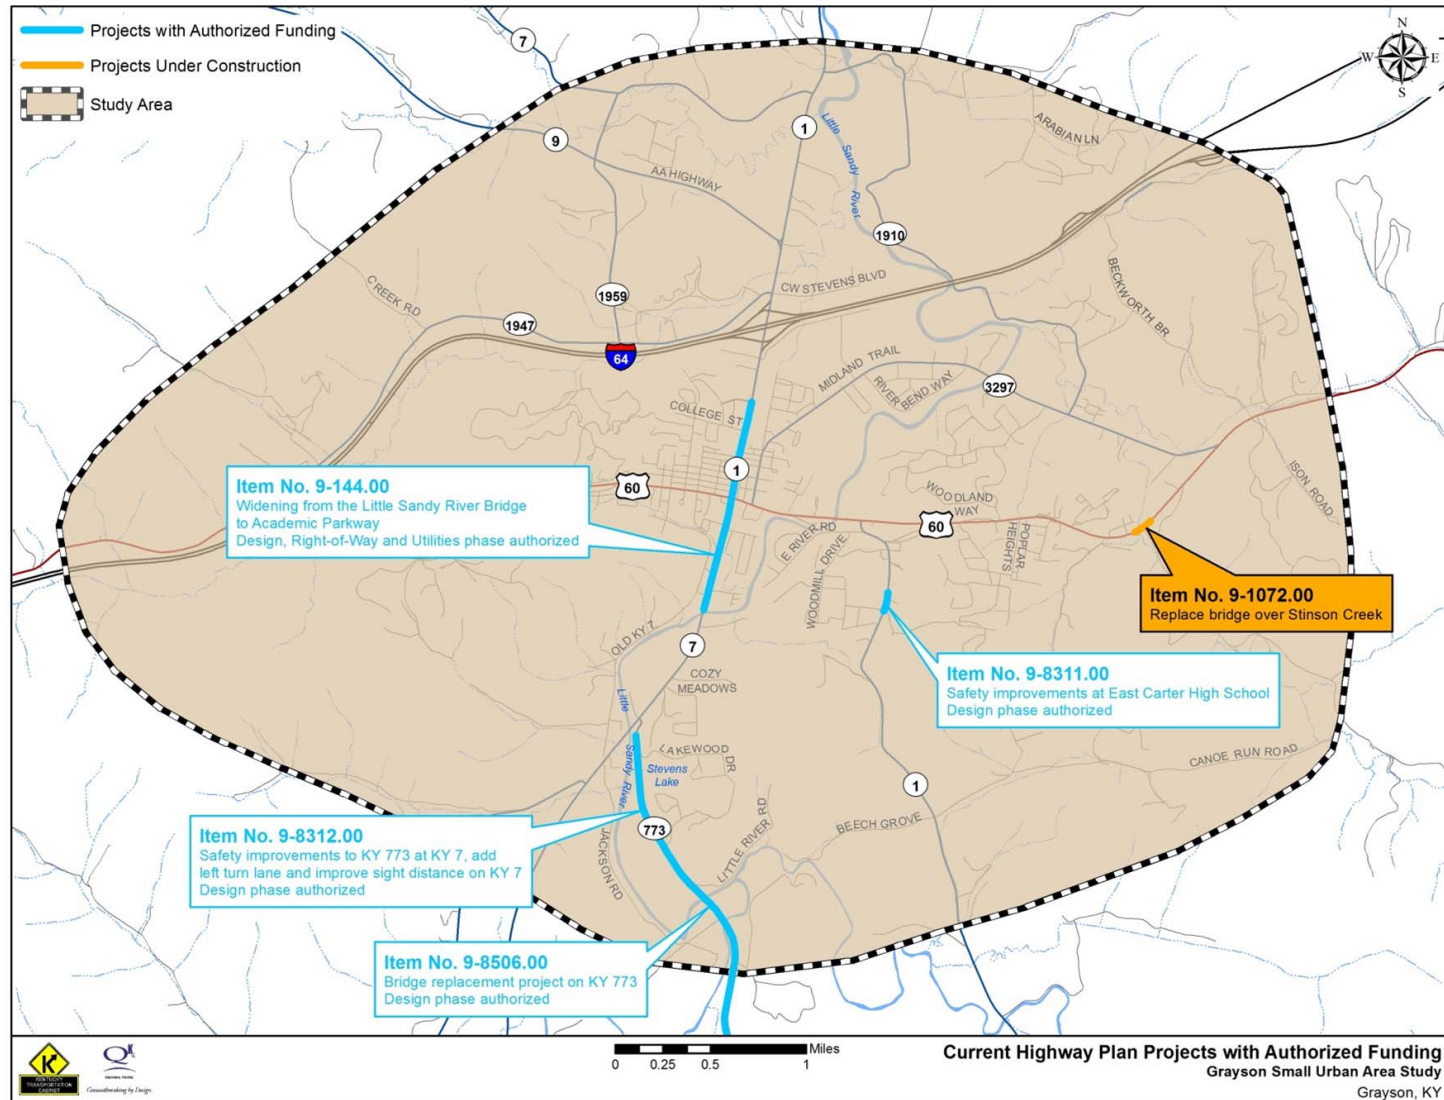 Projects with Authorized Funding
Projects Under Construction
Study Area
N
W
E
S
7
9
1
ARABIAN LN
AA HIGHWAY
Little Sandy River
1910
CREEK RD
1959
CW STEVENS BLVD
BECKWORTH BR
1947
64
MIDLAND TRAIL
RIVER BEND WAY
3297
COLLEGE ST
1
60
ISON ROAD
WOODLAND WAY
60
E RIVER RD
WOODMILL DRIVE
POPLAR HEIGHTS
Item No. 9-144.00
Widening from the Little Sandy River Bridge
to Academic Parkway
Design, Right-of-Way and Utilities phase authorized
Item No. 9-1072.00
Replace bridge over Stinson Creek
OLD KY 7
7
Item No. 9-8311.00
Safety improvements at East Carter High School
Design phase authorized
COZY
MEADOWS
Little Sandy River
LAKEWOOD DR
Stevens
Lake
CANOE RUN ROAD
1
773
LITTLE RIVER RD
BEECH GROVE
JACKSON RD
Item No. 9-8312.00
Safety improvements to KY 773 at KY 7, add
left turn lane and improve sight distance on KY 7
Design phase authorized
Item No. 9-8506.00
Bridge replacement project on KY 773
Design phase authorized
KENTUCKY
TRANSPORTATION
CABINET
Miles
0 0.25 0.5 1
Current Highway Plan Projects with Authorized Funding
Grayson Small Urban Area Study
Grayson, KY